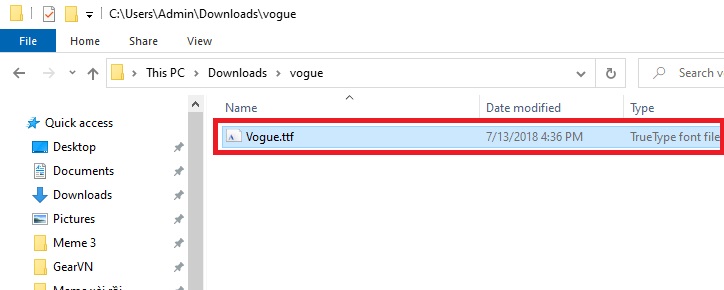 C:\Users\Admin\Downloads\vogue
File Home Share View
This PC Downloads vogue
Search v
Name Date modified Type
Quick access
Vogue.ttf 7/13/2018 4:36 PM TrueType font file
Desktop
Documents
Downloads
Pictures
Meme 3
GearVN